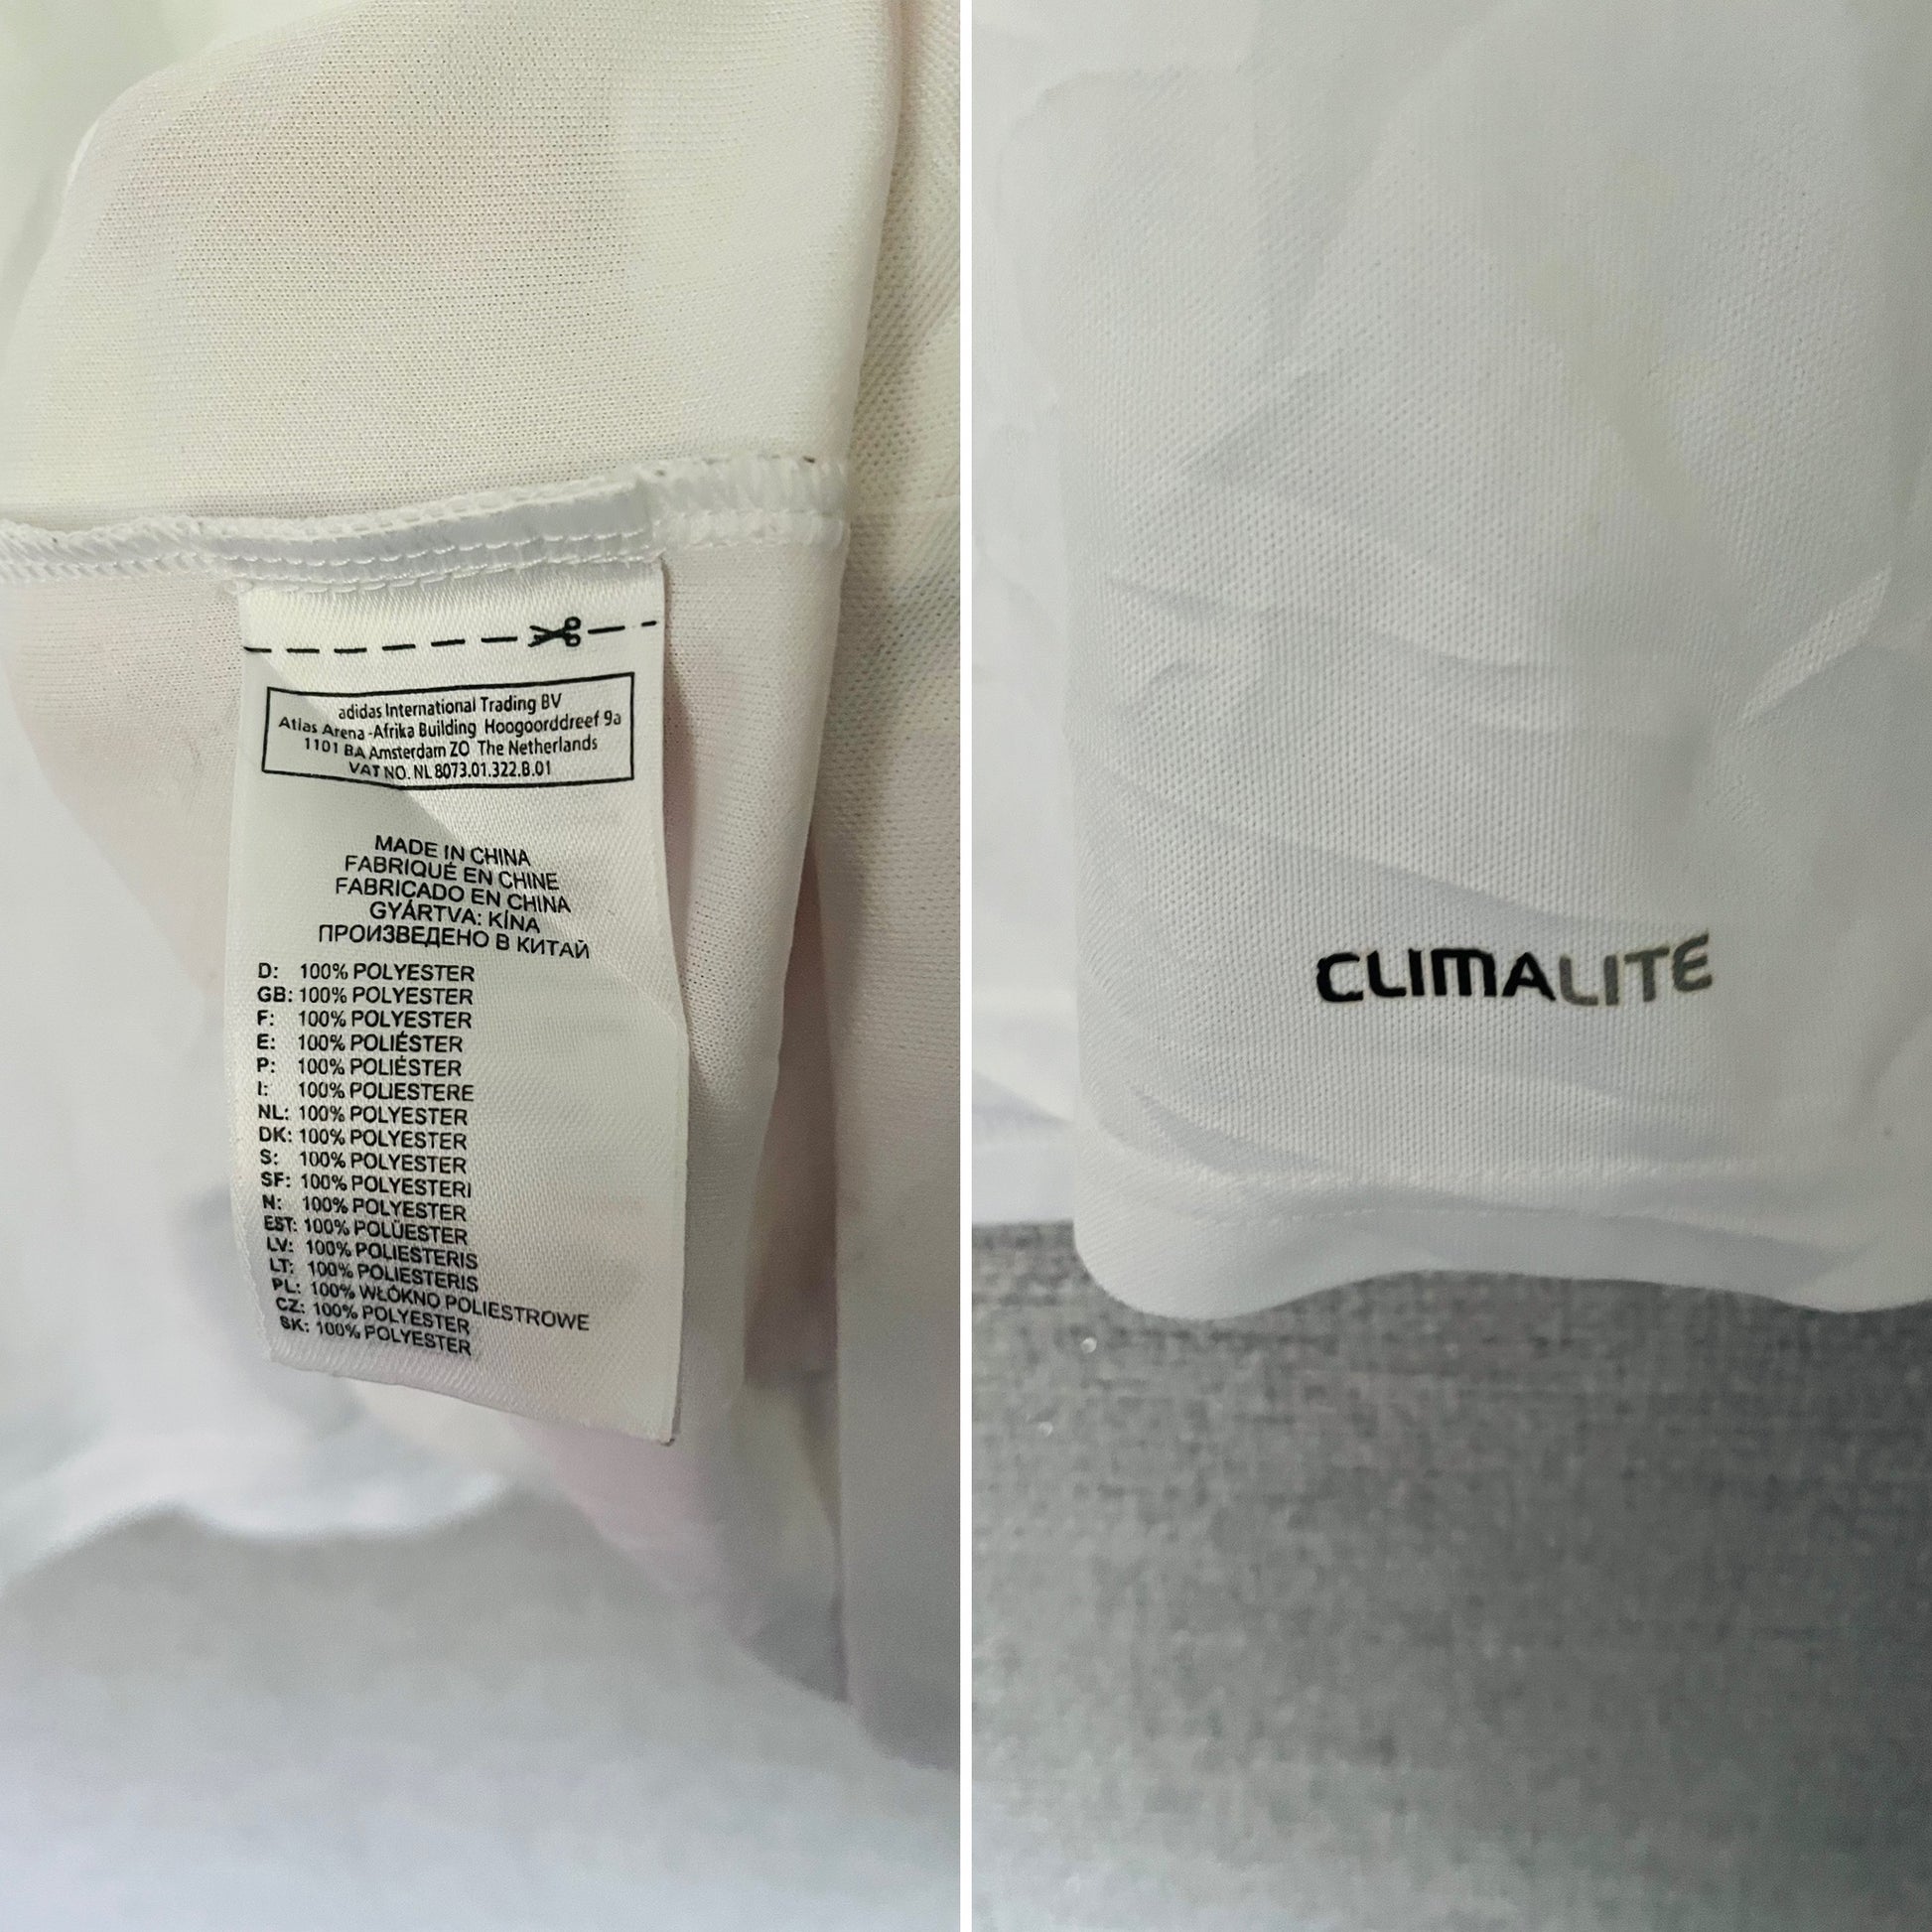 adidas International Trading BV
Atlas Arena -Afrika Building Hoogoorddreef 9a
1101 BA Amsterdam ZO The Netherlands
VAT NO. NL 8073.01.322.B.01
MADE IN CHINA
FABRIQUÉ EN CHINE
FABRICADO EN CHINA
GYÁRTVA: KÍNA
ПРОИЗВЕДЕНО В КИТАЙ
D: 100% POLYESTER
GB: 100% POLYESTER
F: 100% POLYESTER
E: 100% POLIÉSTER
P: 100% POLIÉSTER
I: 100% POLIESTERE
NL: 100% POLYESTER
DK: 100% POLYESTER
S: 100% POLYESTER
SF: 100% POLYESTERI
N: 100% POLYESTER
EST: 100% POLÜESTER
LV: 100% POLIESTERIS
LT: 100% POLIESTERIS
PL: 100% WŁÓKNO POLIESTROWE
CZ: 100% POLYESTER
SK: 100% POLYESTER
CLIMALITE